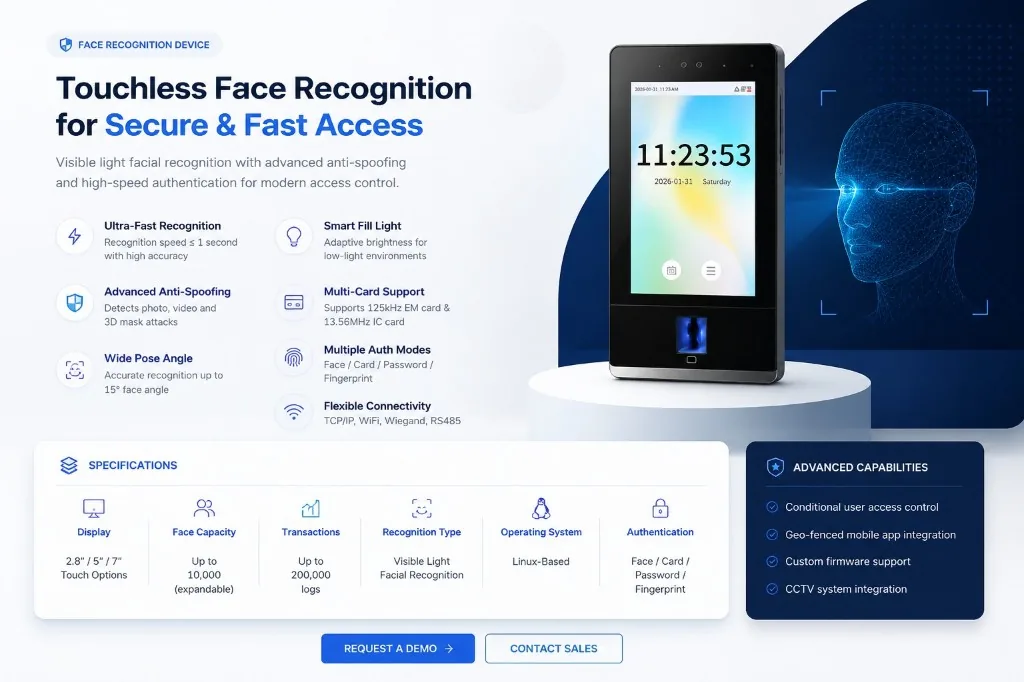 FACE RECOGNITION DEVICE
Touchless Face Recognition
for Secure & Fast Access
Visible light facial recognition with advanced anti-spoofing
and high-speed authentication for modern access control.
Ultra-Fast Recognition
Recognition speed ≤ 1 second
with high accuracy
Advanced Anti-Spoofing
Detects photo, video and
3D mask attacks
Wide Pose Angle
Accurate recognition up to
15° face angle
Smart Fill Light
Adaptive brightness for
low-light environments
Multi-Card Support
Supports 125kHz EM card &
13.56MHz IC card
Multiple Auth Modes
Face / Card / Password /
Fingerprint
Flexible Connectivity
TCP/IP, WiFi, Wiegand, RS485
2026-01-31 11:23 AM
11:23:53
2026-01-31 Saturday
SPECIFICATIONS
Display
2.8" / 5" / 7"
Touch Options
Face Capacity
Up to
10,000
(expandable)
Transactions
Up to
200,000
logs
Recognition Type
Visible Light
Facial Recognition
Operating System
Linux-Based
Authentication
Face / Card /
Password /
Fingerprint
ADVANCED CAPABILITIES
Conditional user access control
Geo-fenced mobile app integration
Custom firmware support
CCTV system integration
REQUEST A DEMO →
CONTACT SALES